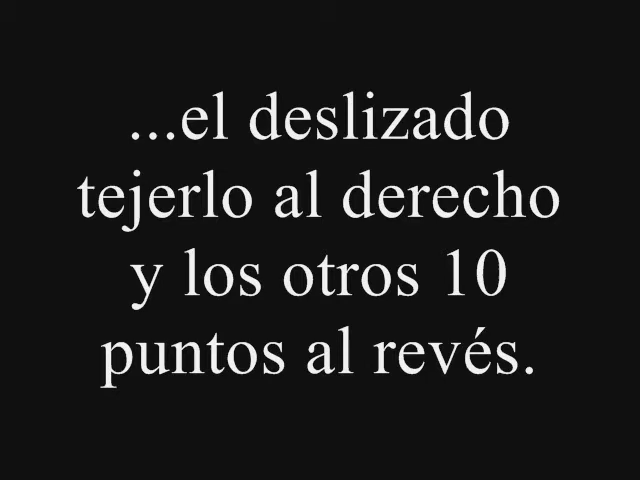 ...el deslizado
tejerlo al derecho
y los otros 10
puntos al revés.